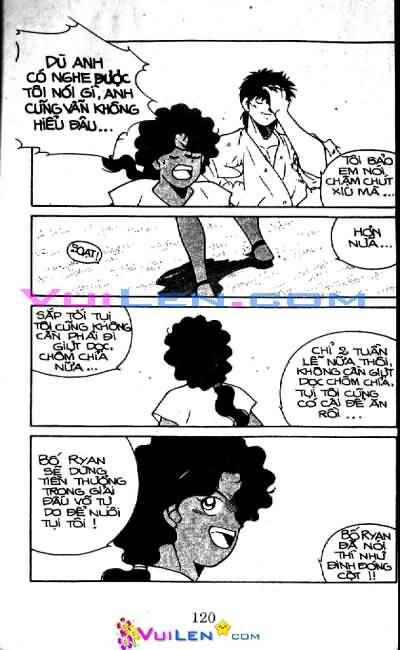 DÙ ANH
CÓ NGHE ĐƯỢC
TÔI NÓI GÌ, ANH
CŨNG VẪN KHÔNG
HIỂU ĐÂU...
TÔI BẢO
EM NÓI
CHẬM CHÚT
XÍU MÀ...
HƠN
NỮA...
SOẠT!
VuiLen.com
SẮP TỚI TỤI
TÔI CŨNG KHÔNG
CẦN PHẢI ĐI
GIỰT DỌC,
CHÔM CHỈA
NỮA...
CHỈ 2 TUẦN
LỄ NỮA THÔI,
KHÔNG CẦN GIỰT
DỌC CHÔM CHỈA,
TỤI TÔI CŨNG
CÓ CÁI ĐỂ ĂN
RỒI...
BỐ RYAN
SẼ DÙNG
TIỀN THƯỞNG
TRONG GIẢI
ĐẤU VÕ TỰ
DO ĐỂ NUÔI
TỤI TÔI!
BỐ RYAN
ĐÃ NÓI
THÌ NHƯ
ĐINH ĐÓNG
CỘT!!
120
VuiLen.com